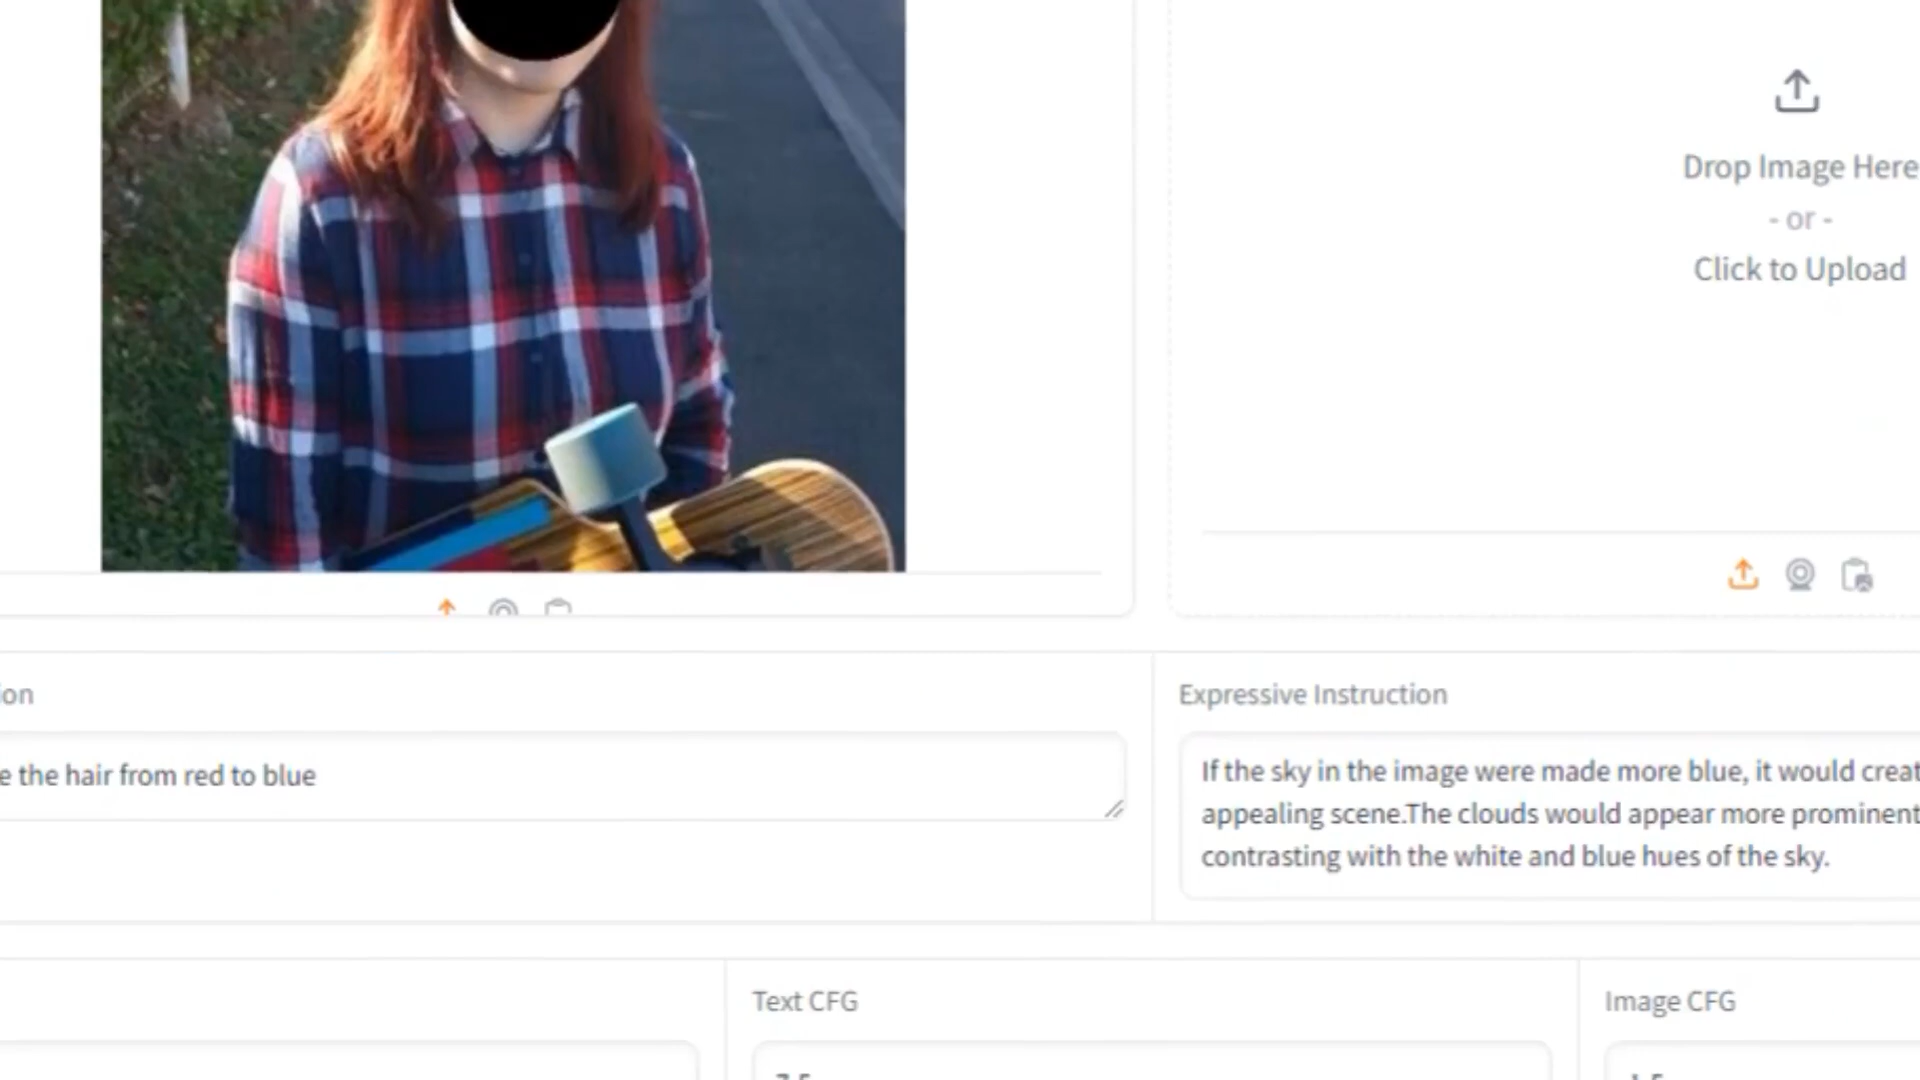 Drop Image Here
- or -
Click to Upload
ion
e the hair from red to blue
Expressive Instruction
If the sky in the image were made more blue, it would creat
appealing scene.The clouds would appear more prominent
contrasting with the white and blue hues of the sky.
Text CFG
Image CFG